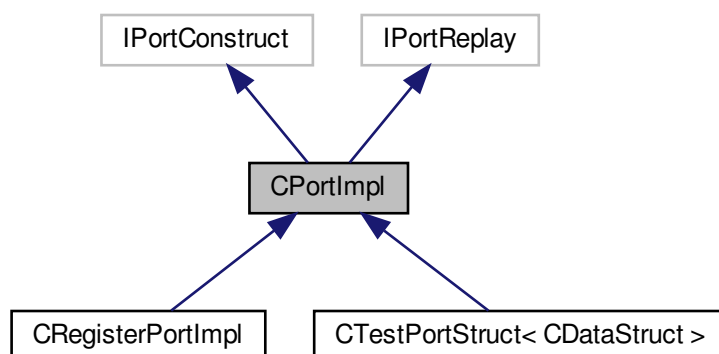 IPortConstruct
IPortReplay
CPortImpl
CRegisterPortImpl
CTestPortStruct< CDataStruct >